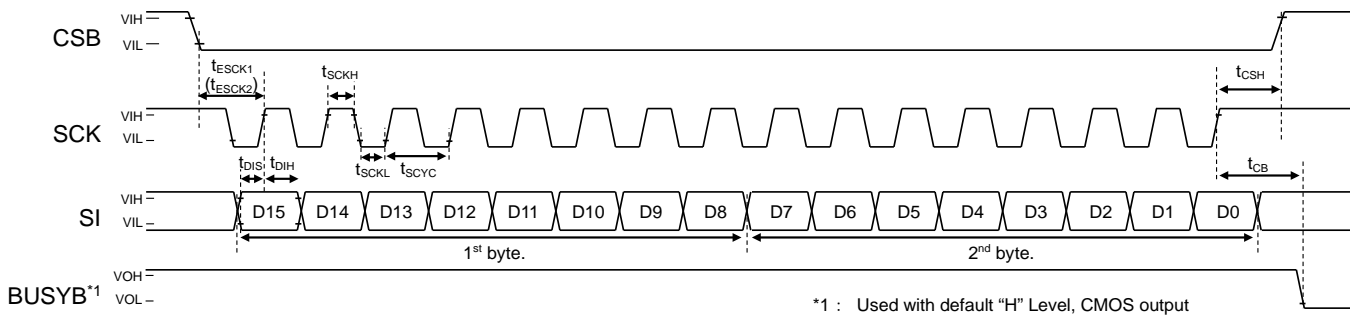 VIH
CSB
VIL
tESCK1
(tESCK2)
tSCKH
tCSH
VIH
SCK
VIL
tDIS
tDIH
tSCKL
tSCYC
tCB
VIH
SI
VIL
D15 D14 D13 D12 D11 D10 D9 D8 D7 D6 D5 D4 D3 D2 D1 D0
1st byte. 2nd byte.
VOH
BUSYB*1
VOL
*1 : Used with default “H” Level, CMOS output